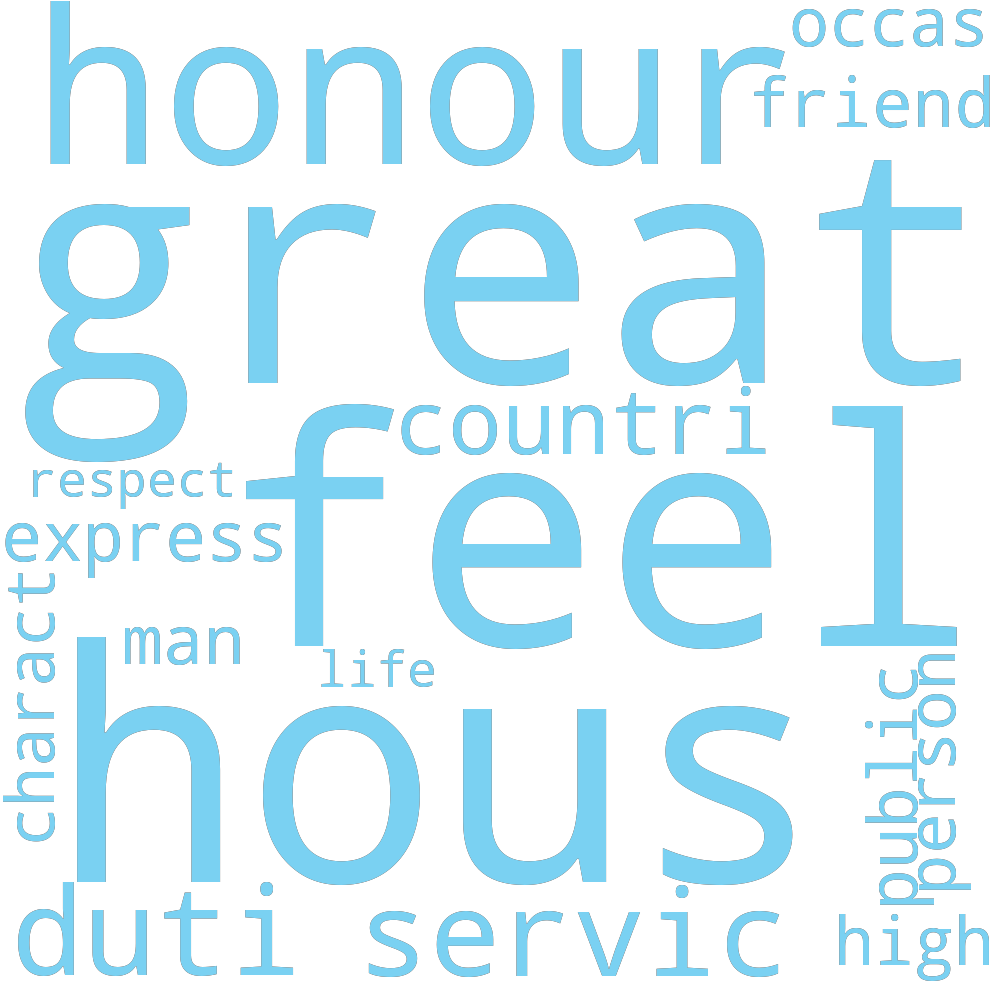 honour
occas
friend
great
countri
feel
respect
express
charact
man
life
hous
public
person
duti
servic
high